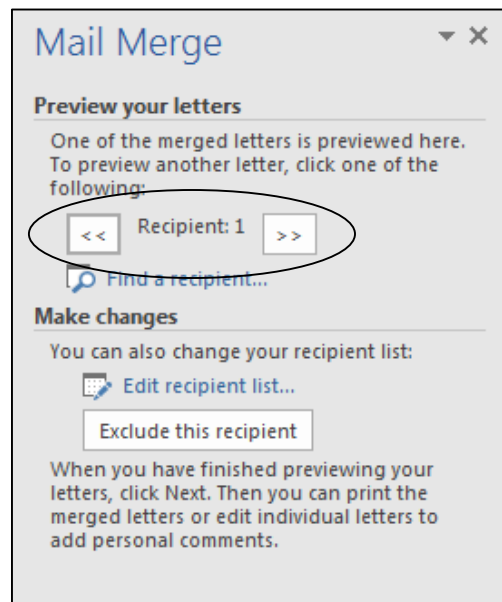 Mail Merge
Preview your letters
One of the merged letters is previewed here.
To preview another letter, click one of the
following:
<< Recipient: 1 >>
Find a recipient...
Make changes
You can also change your recipient list:
Edit recipient list...
Exclude this recipient
When you have finished previewing your
letters, click Next. Then you can print the
merged letters or edit individual letters to
add personal comments.